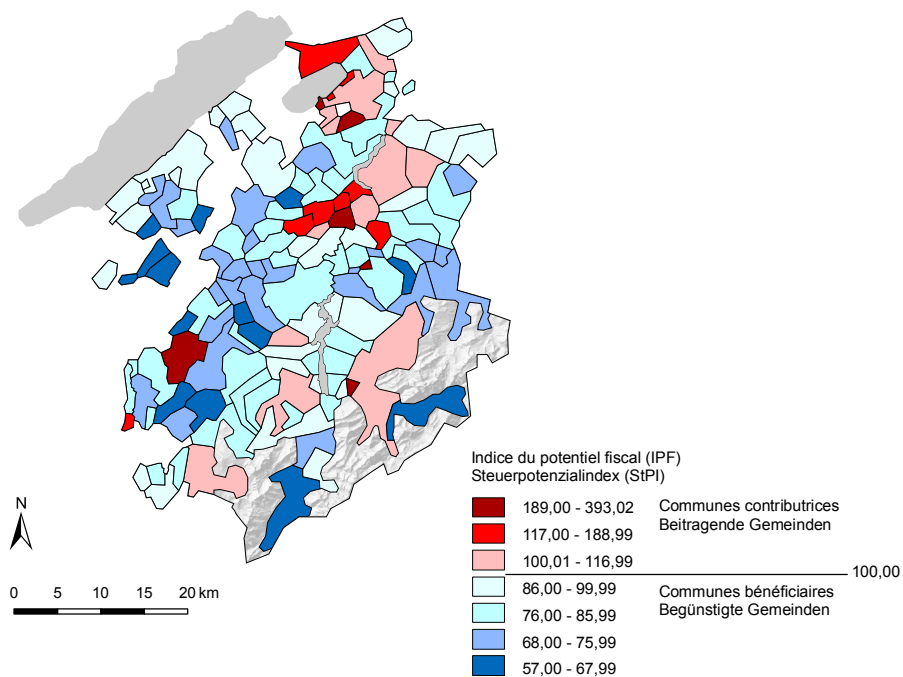 Indice du potentiel fiscal (IPF)
Steuerpotenzialindex (StPI)
189,00 - 393,02
117,00 - 188,99
100,01 - 116,99
Communes contributrices
Beitragende Gemeinden
100,00
86,00 - 99,99
76,00 - 85,99
68,00 - 75,99
57,00 - 67,99
Communes bénéficiaires
Begünstigte Gemeinden
N
0 5 10 15 20 km